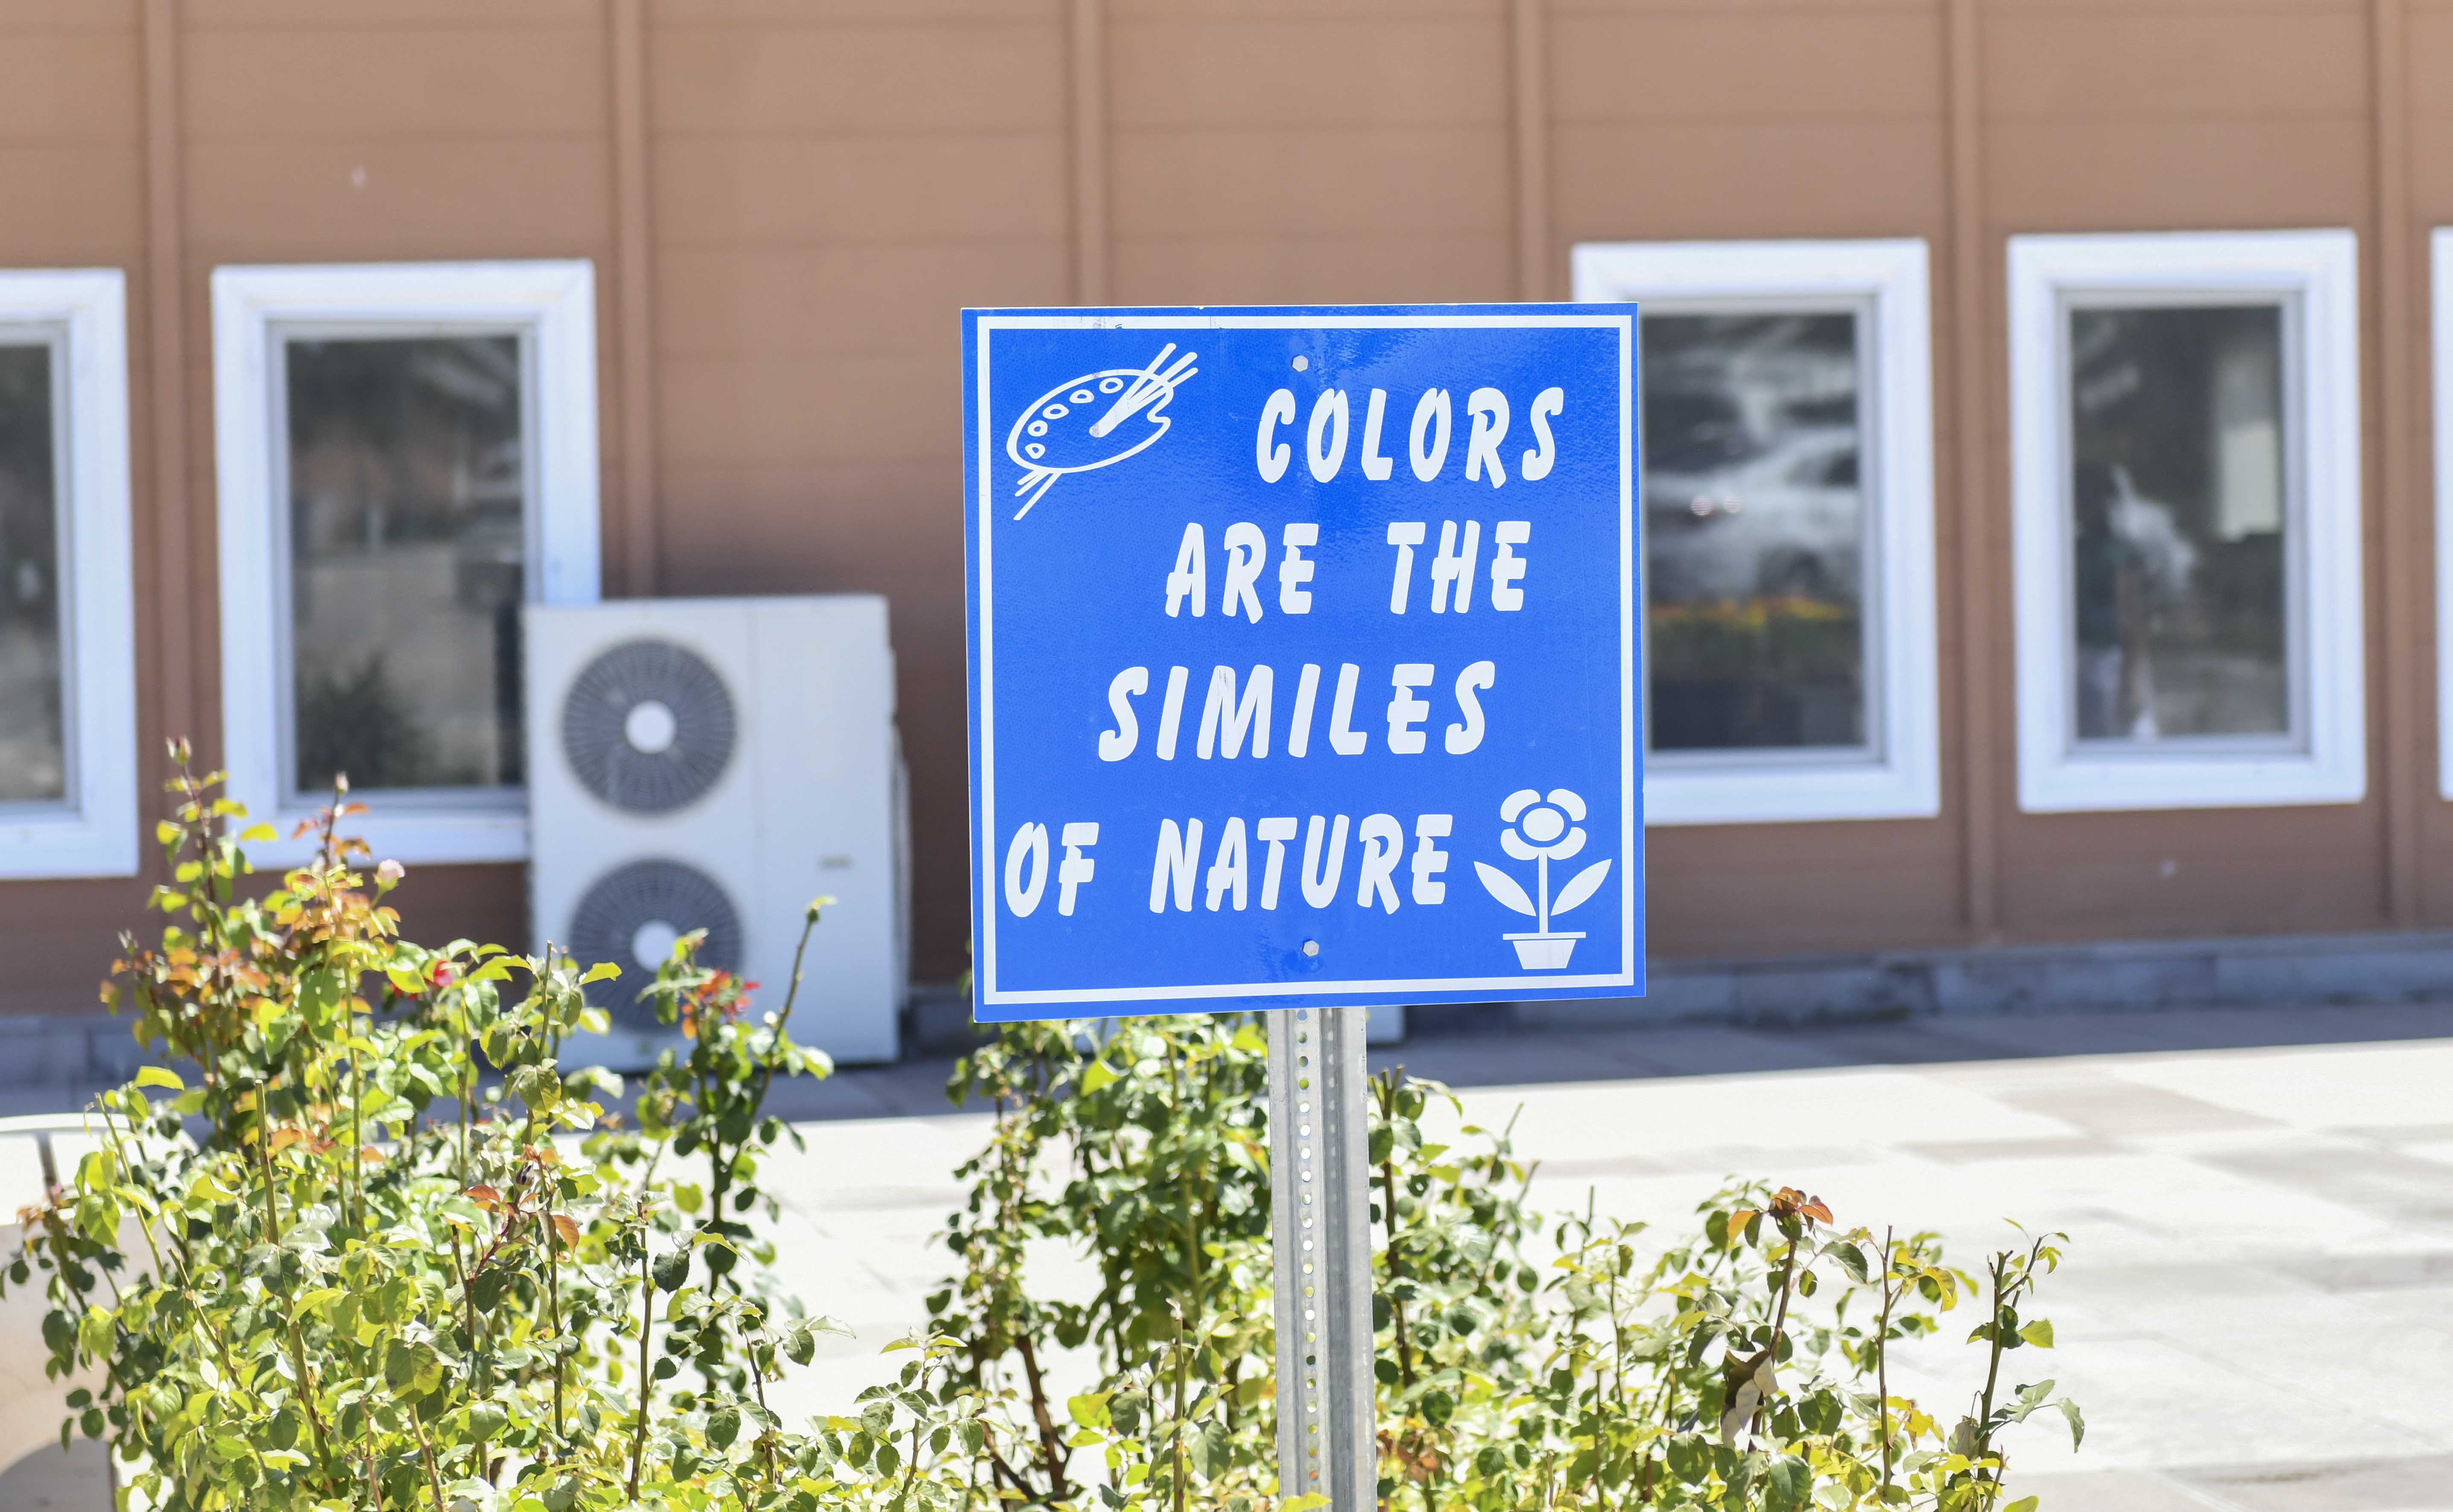 COLORS
ARE THE
SIMILES
OF NATURE